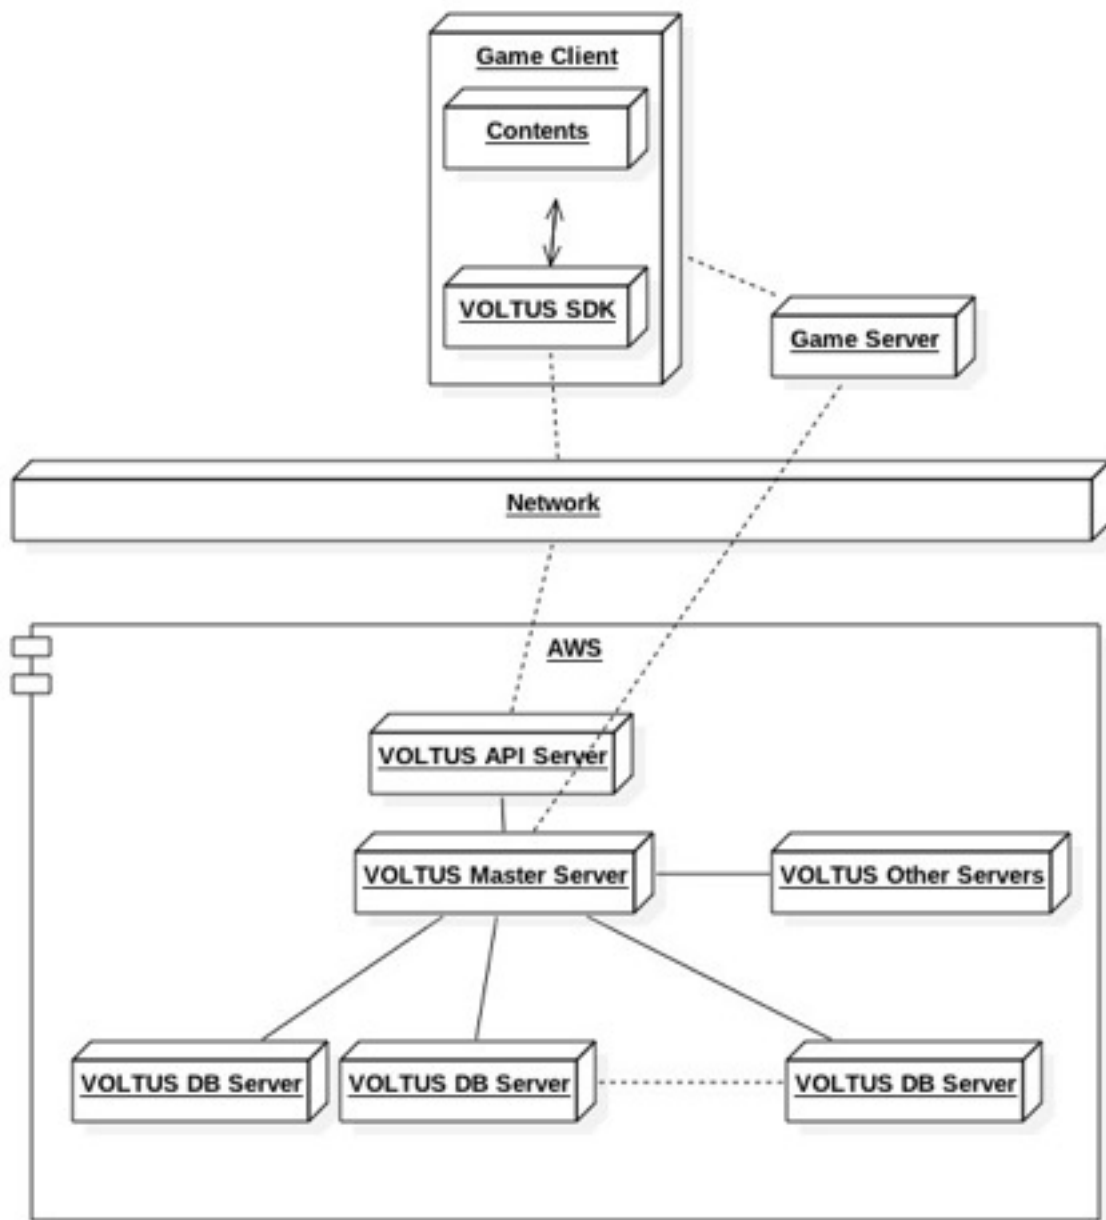 Game Client
Contents
VOLTUS SDK
Game Server
Network
AWS
VOLTUS API Server
VOLTUS Master Server
VOLTUS Other Servers
VOLTUS DB Server
VOLTUS DB Server
VOLTUS DB Server